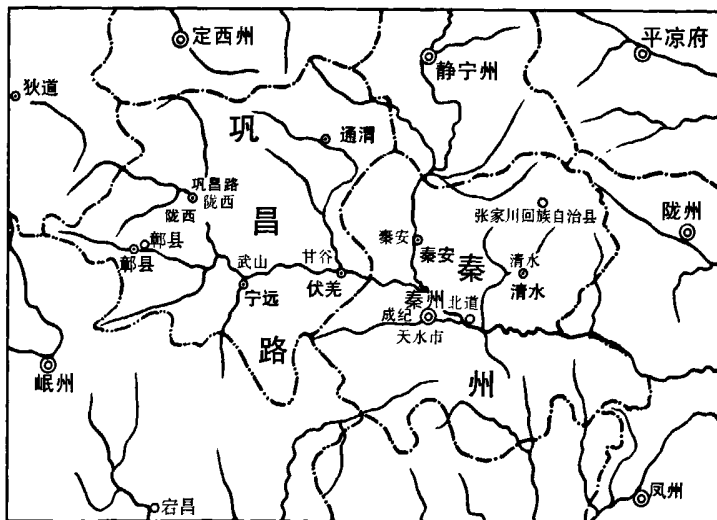 定西州
静宁州
平凉府
狄道
巩
通渭
巩昌路
陇西
陇西
昌
张家川回族自治县
陇州
鄣县
鄣县
武山
甘谷
秦安
秦安
秦
清水
清水
宁远
伏羌
秦州
北道
成纪
天水市
路
岷州
州
宕昌
凤州